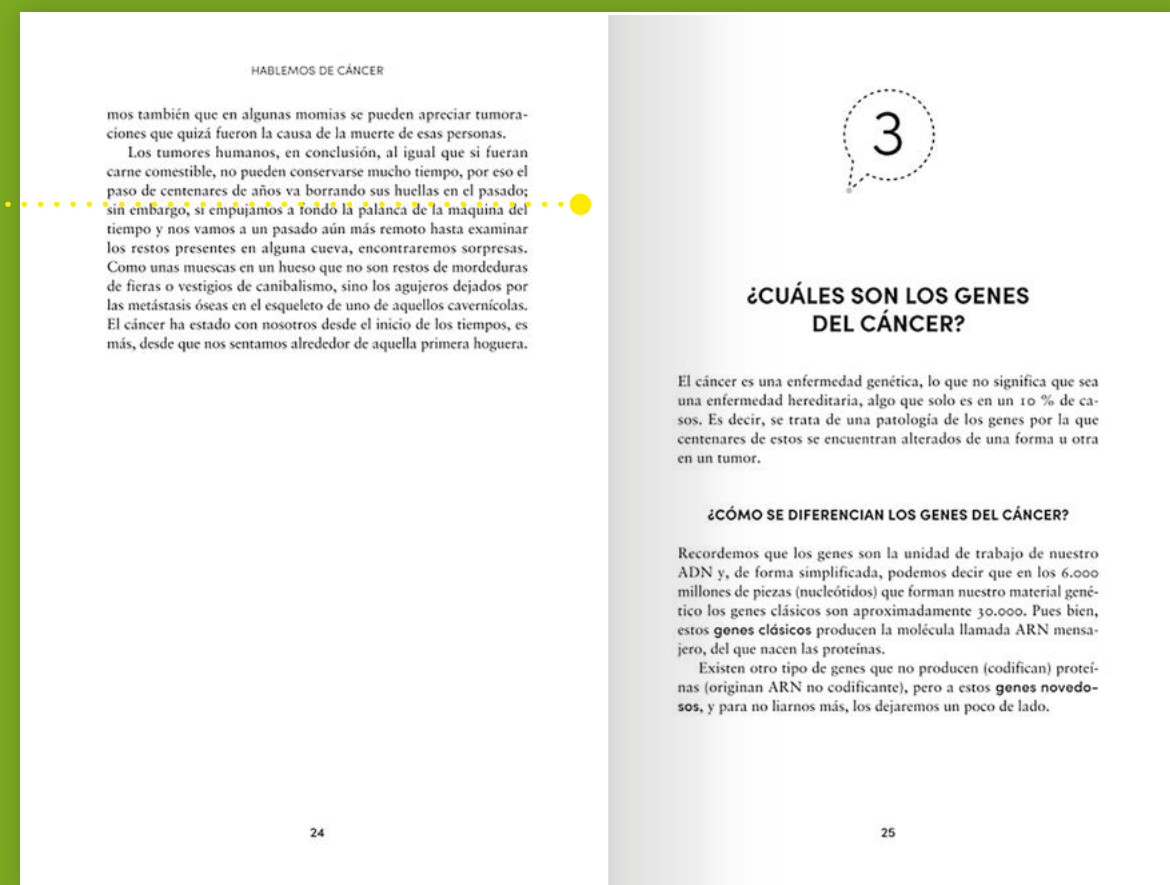 HABLEMOS DE CÁNCER
mos también que en algunas momias se pueden apreciar tumora-
ciones que quizá fueron la causa de la muerte de esas personas.
Los tumores humanos, en conclusión, al igual que si fueran
carne comestible, no pueden conservarse mucho tiempo, por eso el
paso de centenares de años va borrando sus huellas en el pasado;
sin embargo, si empujamos a fondo la palanca de la máquina del
tiempo y nos vamos a un pasado aún más remoto hasta examinar
los restos presentes en alguna cueva, encontraremos sorpresas.
Como unas muescas en un hueso que no son restos de mordeduras
de fieras o vestigios de canibalismo, sino los agujeros dejados por
las metástasis óseas en el esqueleto de uno de aquellos cavernícolas.
El cáncer ha estado con nosotros desde el inicio de los tiempos, es
más, desde que nos sentamos alrededor de aquella primera hoguera.
24
3
¿CUÁLES SON LOS GENES
DEL CÁNCER?
El cáncer es una enfermedad genética, lo que no significa que sea
una enfermedad hereditaria, algo que solo es en un 10 % de ca-
sos. Es decir, se trata de una patología de los genes por la que
centenares de estos se encuentran alterados de una forma u otra
en un tumor.
¿CÓMO SE DIFERENCIAN LOS GENES DEL CÁNCER?
Recordemos que los genes son la unidad de trabajo de nuestro
ADN y, de forma simplificada, podemos decir que en los 6.000
millones de piezas (nucleótidos) que forman nuestro material gené-
tico los genes clásicos son aproximadamente 30.000. Pues bien,
estos genes clásicos producen la molécula llamada ARN mensa-
jero, del que nacen las proteínas.
Existen otro tipo de genes que no producen (codifican) proteí-
nas (originan ARN no codificante), pero a estos genes novedo-
sos, y para no liarnos más, los dejaremos un poco de lado.
25